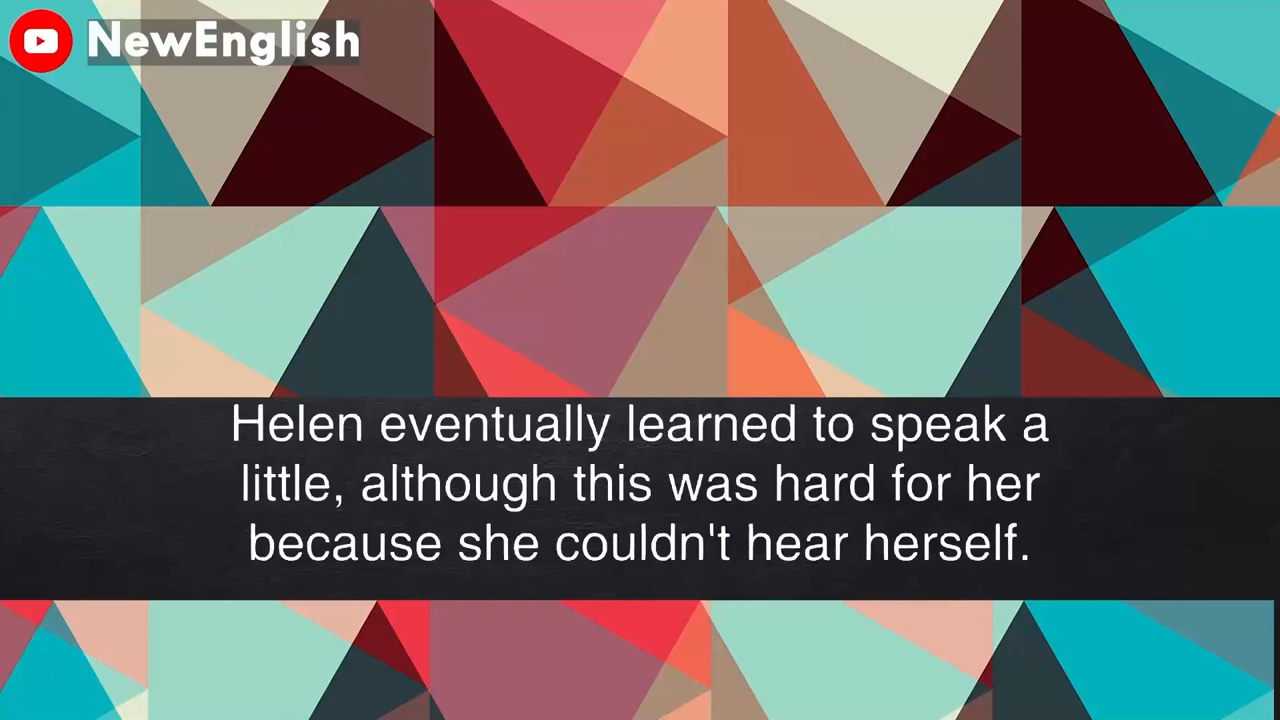 NewEnglish
Helen eventually learned to speak a
little, although this was hard for her
because she couldn't hear herself.